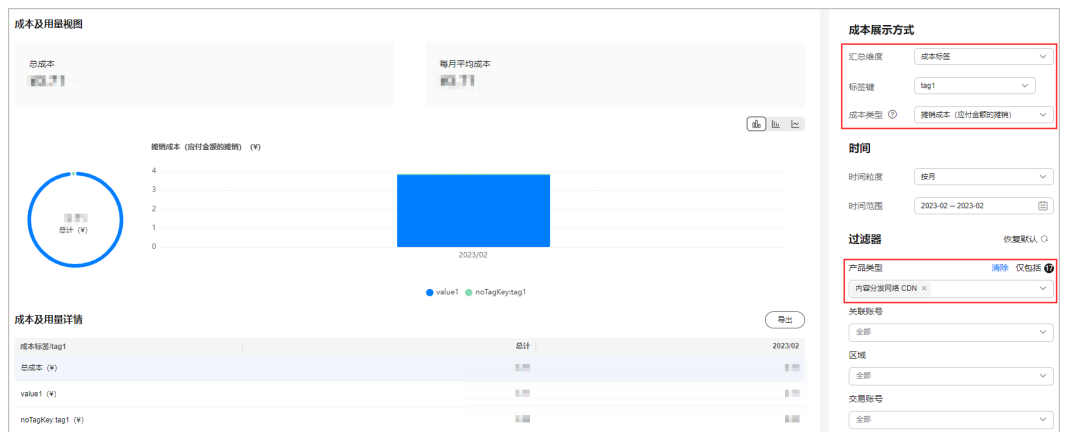 成本及用量视图
总成本
每月平均成本
摊销成本（应付金额的摊销）（¥）
4
3
2
1
0
总计（¥）
2023/02
value1
noTagKey:tag1
成本及用量详情
导出
成本标签/tag1
总计
2023/02
总成本（¥）
value1（¥）
noTagKey:tag1（¥）
成本展示方式
汇总维度
成本标签
标签键
tag1
成本类型
摊销成本（应付金额的摊销）
时间
时间粒度
按月
时间范围
2023-02 – 2023-02
过滤器
恢复默认
产品类型
清除
仅包括
内容分发网络 CDN ×
关联账号
全部
区域
全部
交易账号
全部